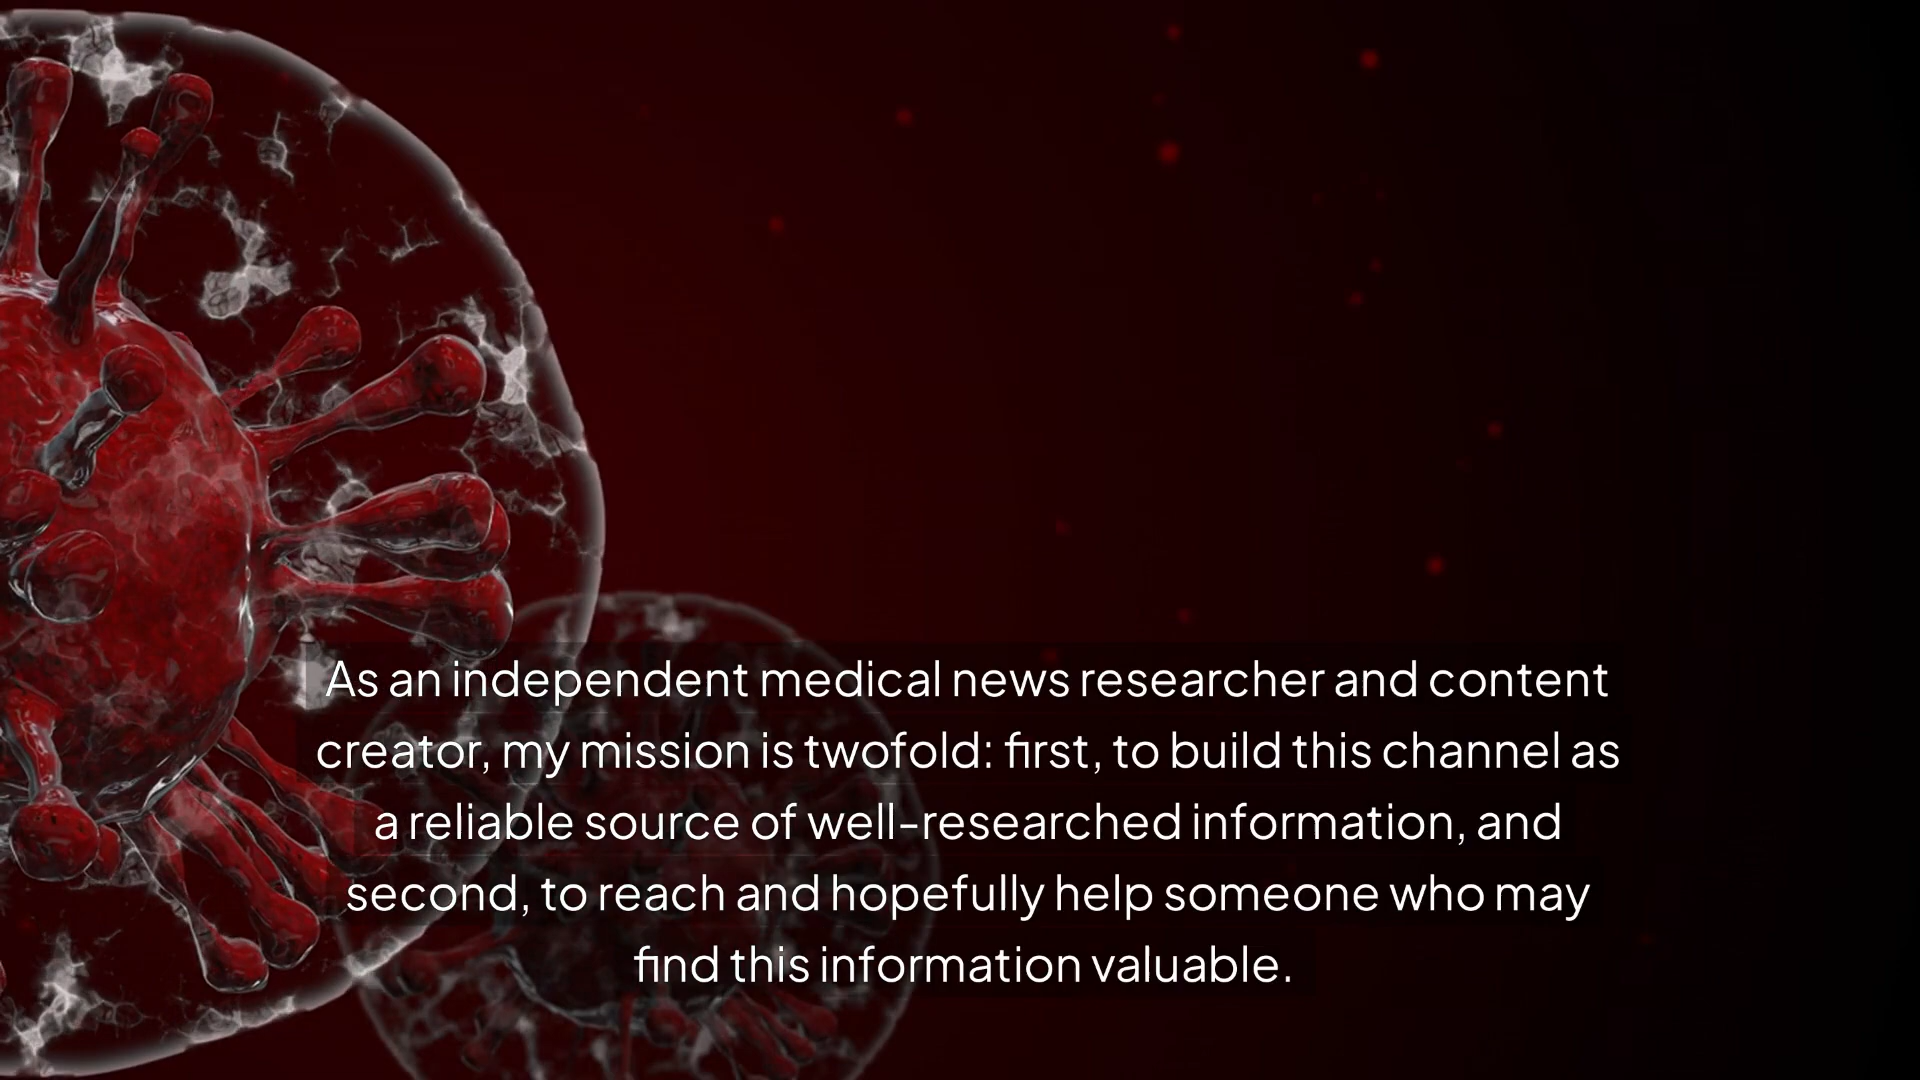 As an independent medical news researcher and content
creator, my mission is twofold: first, to build this channel as
a reliable source of well-researched information, and
second, to reach and hopefully help someone who may
find this information valuable.